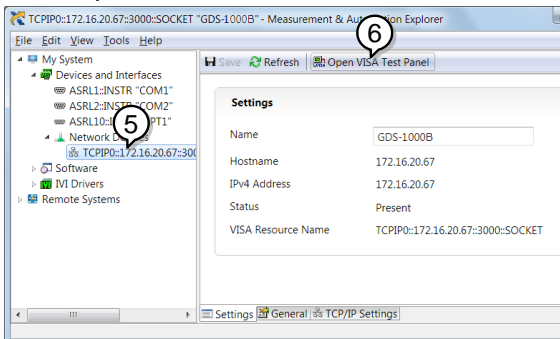 TCPIP0::172.16.20.67::3000::SOCKET "GDS-1000B" - Measurement & Automation Explorer
File Edit View Tools Help
6
My System
Save Refresh Open VISA Test Panel
Devices and Interfaces
ASRL1::INSTR "COM1"
ASRL2::INSTR "COM2"
ASRL10::
PT1"
5
Network
TCPIP0::172.16.20.67::300
Software
IVI Drivers
Remote Systems
Settings
Name GDS-1000B
Hostname 172.16.20.67
IPv4 Address 172.16.20.67
Status Present
VISA Resource Name TCPIP0::172.16.20.67::3000::SOCKET
Settings General TCP/IP Settings